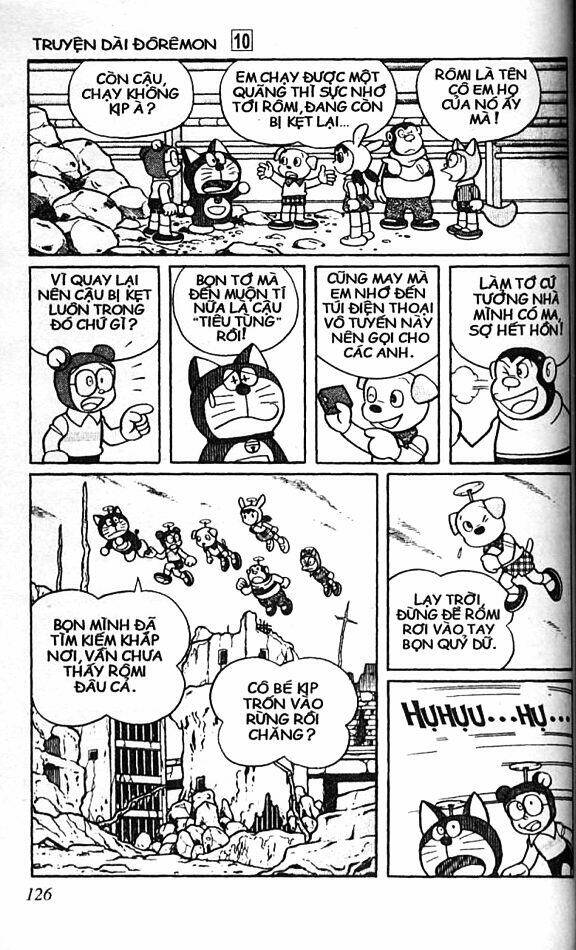 TRUYỆN DÀI ĐÔRÊMON 10
CÒN CẬU,
CHẠY KHÔNG
KỊP À?
EM CHẠY ĐƯỢC MỘT
QUÃNG THÌ SỰC NHỚ
TỚI RÔMI, ĐANG CÒN
BỊ KẸT LẠI...
RÔMI LÀ TÊN
CÔ EM HỌ
CỦA NÓ ẤY
MÀ!
VÌ QUAY LẠI
NÊN CẬU BỊ KẸT
LUÔN TRONG
ĐÓ CHỨ GÌ?
BỌN TỚ MÀ
ĐẾN MUỘN TÍ
NỮA LÀ CẬU
"TIÊU TÙNG"
RỒI!
CŨNG MAY MÀ
EM NHỚ ĐẾN
TÚI ĐIỆN THOẠI
VÔ TUYẾN NÀY
NÊN GỌI CHO
CÁC ANH.
LÀM TỚ CỨ
TƯỞNG NHÀ
MÌNH CÓ MA,
SỢ HẾT HỒN!
BỌN MÌNH ĐÃ
TÌM KIẾM KHẮP
NƠI, VẪN CHƯA
THẤY RÔMI
ĐÂU CẢ.
CÔ BÉ KỊP
TRỐN VÀO
RỪNG RỒI
CHĂNG?
LẠY TRỜI,
ĐỪNG ĐỂ RÔMI
RƠI VÀO TAY
BỌN QUỶ DỮ.
HỤHỤU...HỤ...
126